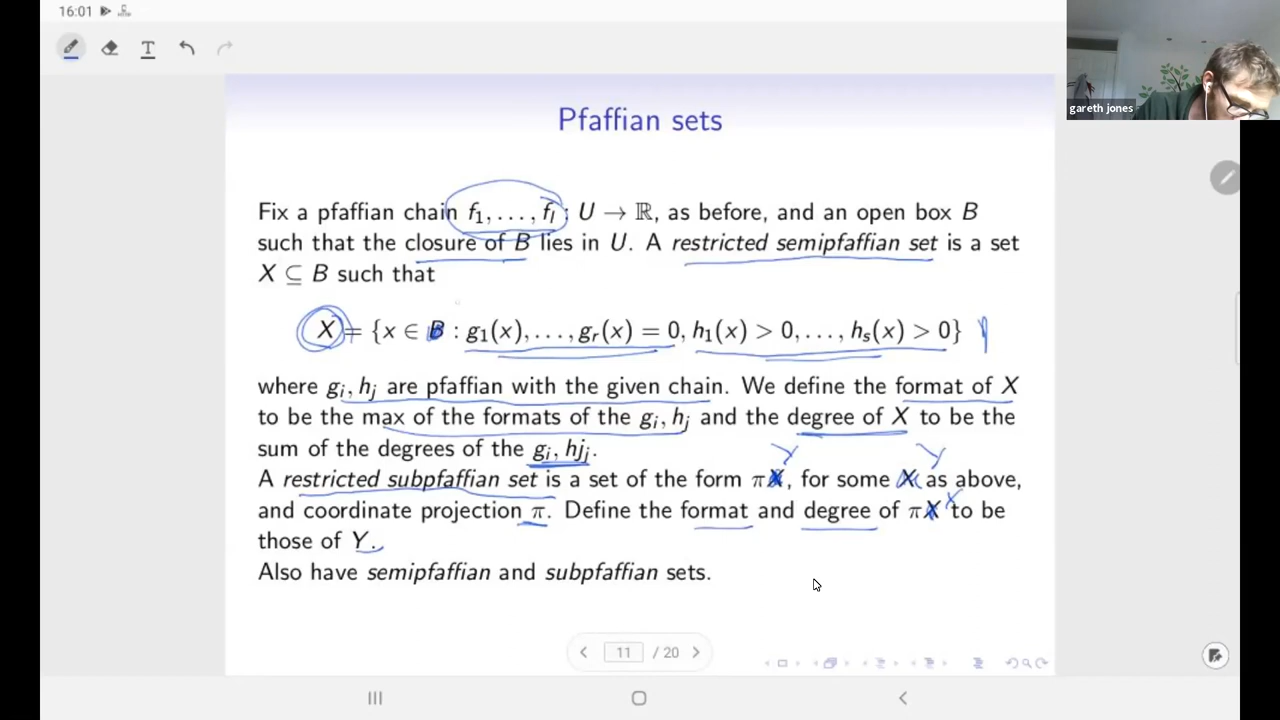 16:01
gareth jones
Pfaffian sets
Fix a pfaffian chain f₁, . . . , fₗ : U → ℝ, as before, and an open box B
such that the closure of B lies in U. A restricted semipfaffian set is a set
X ⊆ B such that
X = {x ∈ B : g₁(x), . . . , gᵣ(x) = 0, h₁(x) > 0, . . . , hₛ(x) > 0}
where gᵢ, hⱼ are pfaffian with the given chain. We define the format of X
to be the max of the formats of the gᵢ, hⱼ and the degree of X to be the
sum of the degrees of the gᵢ, hjⱼ.
Y Y
A restricted subpfaffian set is a set of the form πX, for some X as above,
and coordinate projection π. Define the format and degree of πX X to be
those of Y.
Also have semipfaffian and subpfaffian sets.
11 / 20